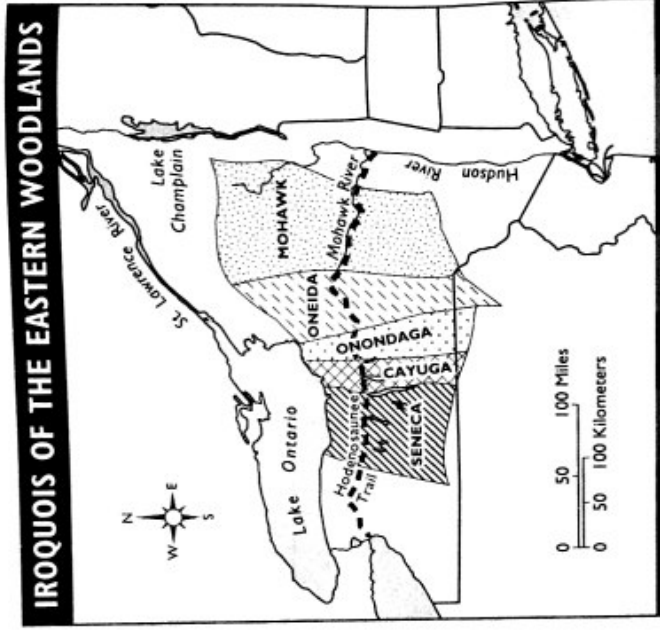 IROQUOIS OF THE EASTERN WOODLANDS
St. Lawrence River
Lake
Champlain
N
W
E
S
Lake Ontario
MOHAWK
ONEIDA
Mohawk River
ONONDAGA
CAYUGA
Hodenosaunee
Trail
SENECA
Hudson
River
0 50 100 Miles
0 50 100 Kilometers